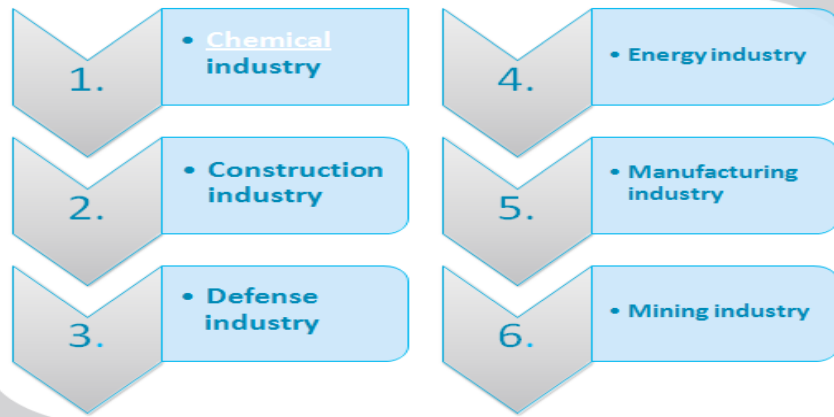 1.
• Chemical
industry
2.
• Construction
industry
3.
• Defense
industry
4.
• Energy industry
5.
• Manufacturing
industry
6.
• Mining industry